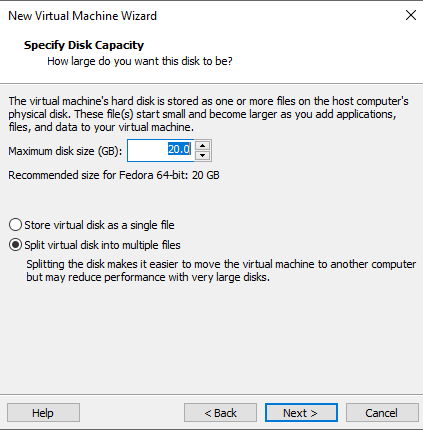 New Virtual Machine Wizard
Specify Disk Capacity
How large do you want this disk to be?
The virtual machine's hard disk is stored as one or more files on the host computer's
physical disk. These file(s) start small and become larger as you add applications,
files, and data to your virtual machine.
Maximum disk size (GB): 20.0
Recommended size for Fedora 64-bit: 20 GB
Store virtual disk as a single file
Split virtual disk into multiple files
Splitting the disk makes it easier to move the virtual machine to another computer
but may reduce performance with very large disks.
Help < Back Next > Cancel